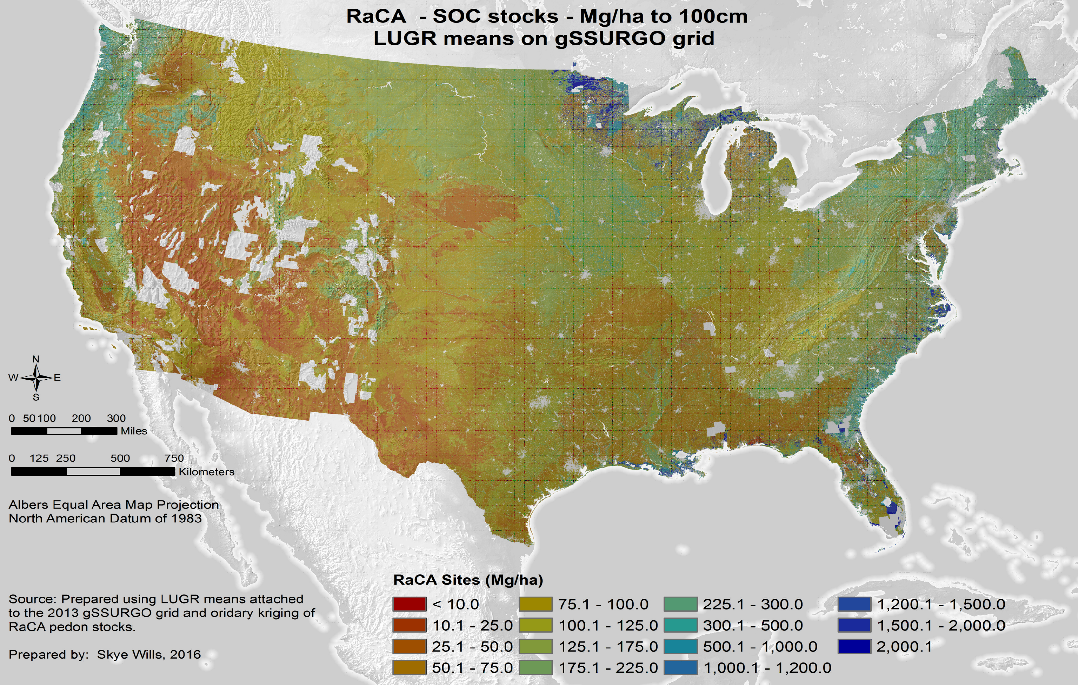 RaCA - SOC stocks - Mg/ha to 100cm
LUGR means on gSSURGO grid
N
W E
S
0 50100 200 300
Miles
0 125 250 500 750
Kilometers
Albers Equal Area Map Projection
North American Datum of 1983
Source: Prepared using LUGR means attached
to the 2013 gSSURGO grid and oridary kriging of
RaCA pedon stocks.
Prepared by: Skye Wills, 2016
RaCA Sites (Mg/ha)
< 10.0
10.1 - 25.0
25.1 - 50.0
50.1 - 75.0
75.1 - 100.0
100.1 - 125.0
125.1 - 175.0
175.1 - 225.0
225.1 - 300.0
300.1 - 500.0
500.1 - 1,000.0
1,000.1 - 1,200.0
1,200.1 - 1,500.0
1,500.1 - 2,000.0
2,000.1